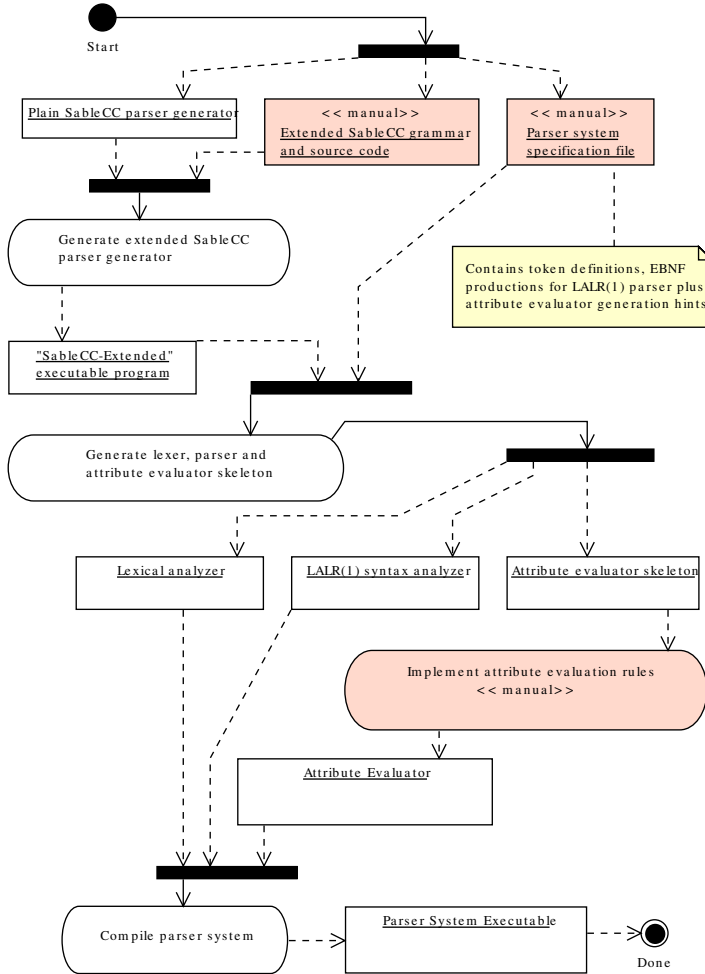 Start
Plain SableCC parser generator
<< manual>>
Extended SableCC grammar
and source code
<< manual>>
Parser system
specification file
Generate extended SableCC
parser generator
Contains token definitions, EBNF
productions for LALR(1) parser plus
attribute evaluator generation hints
"SableCC-Extended"
executable program
Generate lexer, parser and
attribute evaluator skeleton
Lexical analyzer
LALR(1) syntax analyzer
Attribute evaluator skeleton
Implement attribute evaluation rules
<< manual>>
Attribute Evaluator
Compile parser system
Parser System Executable
Done